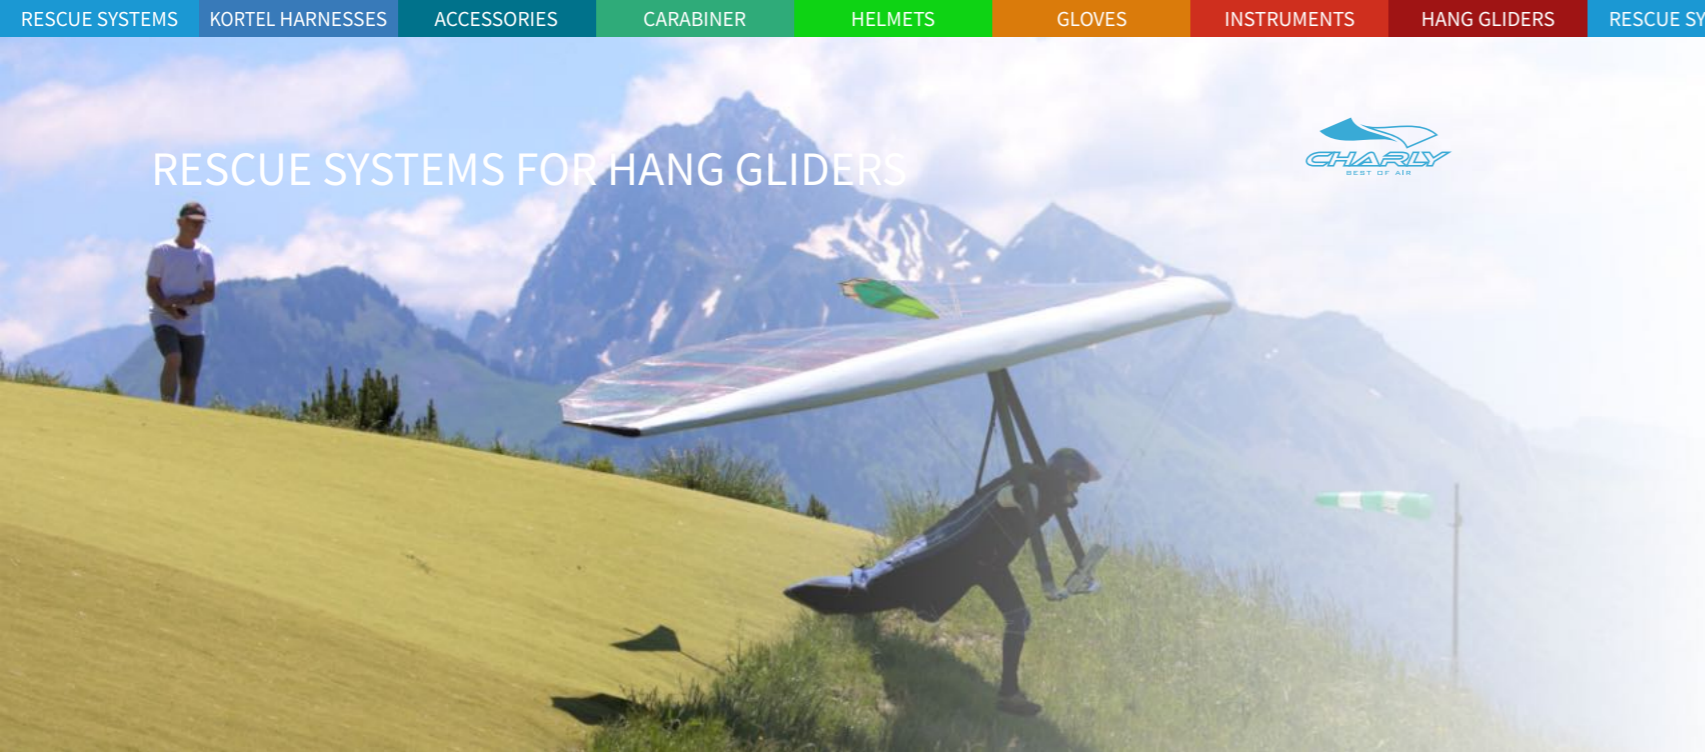 RESCUE SYSTEMS KORTEL HARNESSES ACCESSORIES CARABINER HELMETS GLOVES INSTRUMENTS HANG GLIDERS RESCUE SY
RESCUE SYSTEMS FOR HANG GLIDERS
CHARLY
BEST OF AIR